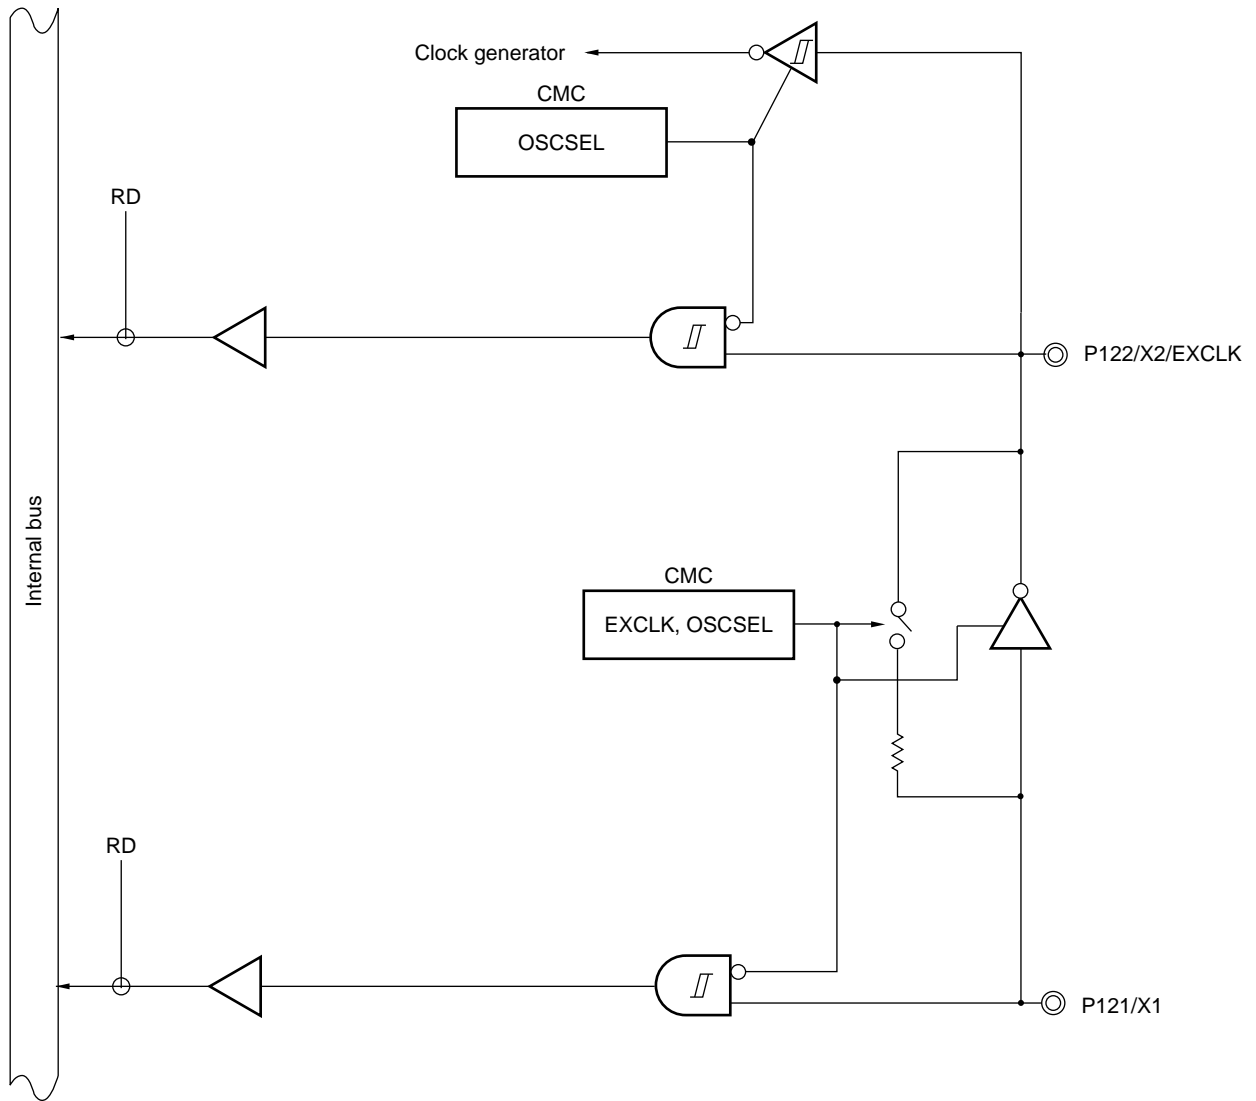 Clock generator
CMC
OSCSEL
RD
P122/X2/EXCLK
Internal bus
CMC
EXCLK, OSCSEL
RD
P121/X1